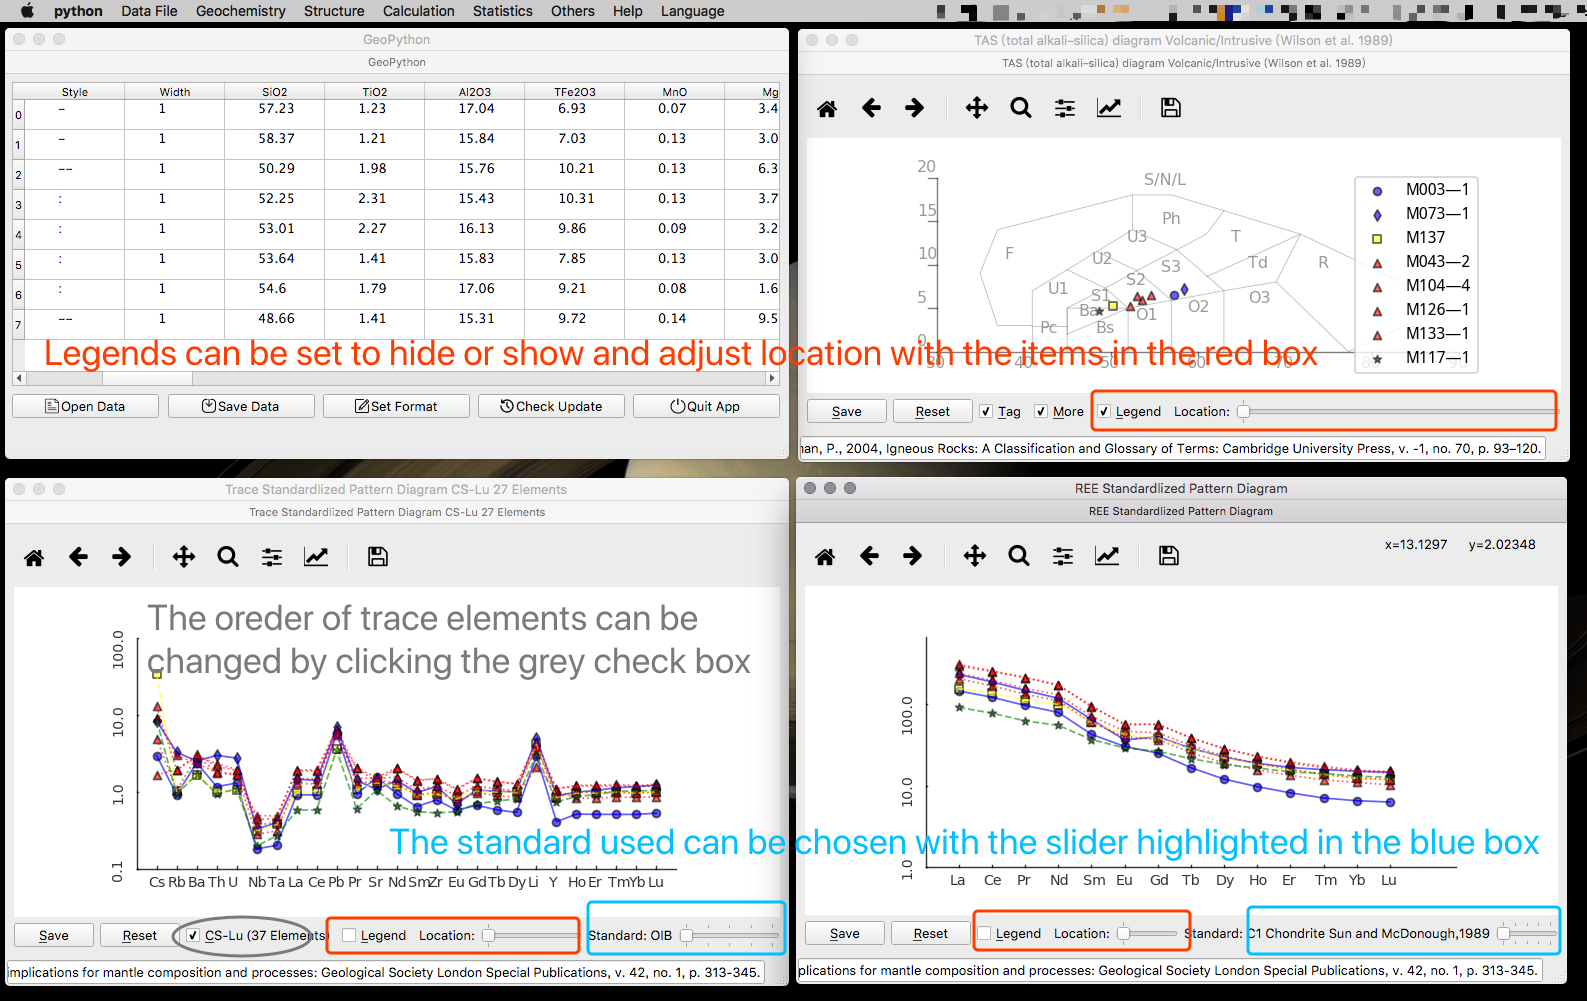 python Data File Geochemistry Structure Calculation Statistics Others Help Language
GeoPython
GeoPython
Style Width SiO2 TiO2 Al2O3 TFe2O3 MnO Mg
0 – 1 57.23 1.23 17.04 6.93 0.07 3.4
1 – 1 58.37 1.21 15.84 7.03 0.13 3.0
2 -- 1 50.29 1.98 15.76 10.21 0.13 6.3
3 : 1 52.25 2.31 15.43 10.31 0.13 3.7
4 : 1 53.01 2.27 16.13 9.86 0.09 3.2
5 : 1 53.64 1.41 15.83 7.85 0.13 3.0
6 : 1 54.6 1.79 17.06 9.21 0.08 1.6
7 -- 1 48.66 1.41 15.31 9.72 0.14 9.5
Legends can be set to hide or show and adjust location with the items in the red box
Open Data Save Data Set Format Check Update Quit App
TAS (total alkali–silica) diagram Volcanic/Intrusive (Wilson et al. 1989)
TAS (total alkali–silica) diagram Volcanic/Intrusive (Wilson et al. 1989)
20
15
10
5
0
30 40 50 60 70 80 90
S/N/L
Ph
U3
T
F
U2
S3
Td
R
S2
U1
S1
O3
Ba
O1
O2
Pc
Bs
M003—1
M073—1
M137
M043—2
M104—4
M126—1
M133—1
M117—1
Save Reset Tag More Legend Location:
nan, P., 2004, Igneous Rocks: A Classification and Glossary of Terms: Cambridge University Press, v. -1, no. 70, p. 93–120.
Trace Standardlized Pattern Diagram CS-Lu 27 Elements
Trace Standardlized Pattern Diagram CS-Lu 27 Elements
The oreder of trace elements can be
changed by clicking the grey check box
100.0
10.0
1.0
0.1
Cs Rb Ba Th U Nb Ta La Ce Pb Pr Sr Nd Sm Zr Eu Gd Tb Dy Li Y Ho Er Tm Yb Lu
Save Reset CS-Lu (37 Elements Legend Location: Standard: OIB
implications for mantle composition and processes: Geological Society London Special Publications, v. 42, no. 1, p. 313-345.
REE Standardlized Pattern Diagram
REE Standardlized Pattern Diagram
x=13.1297 y=2.02348
100.0
10.0
1.0
The standard used can be chosen with the slider highlighted in the blue box
La Ce Pr Nd Sm Eu Gd Tb Dy Ho Er Tm Yb Lu
Save Reset Legend Location: Standard: C1 Chondrite Sun and McDonough,1989
plications for mantle composition and processes: Geological Society London Special Publications, v. 42, no. 1, p. 313-345.